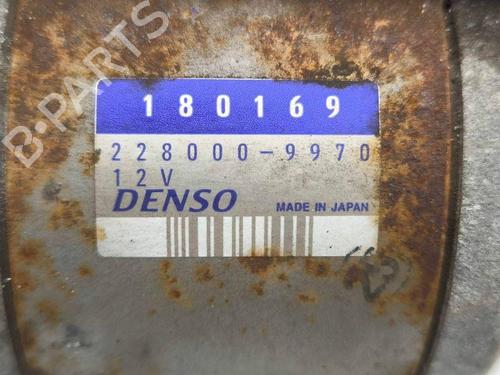 B-PARTS
180169
228000-9970
12V
DENSO MADE IN JAPAN